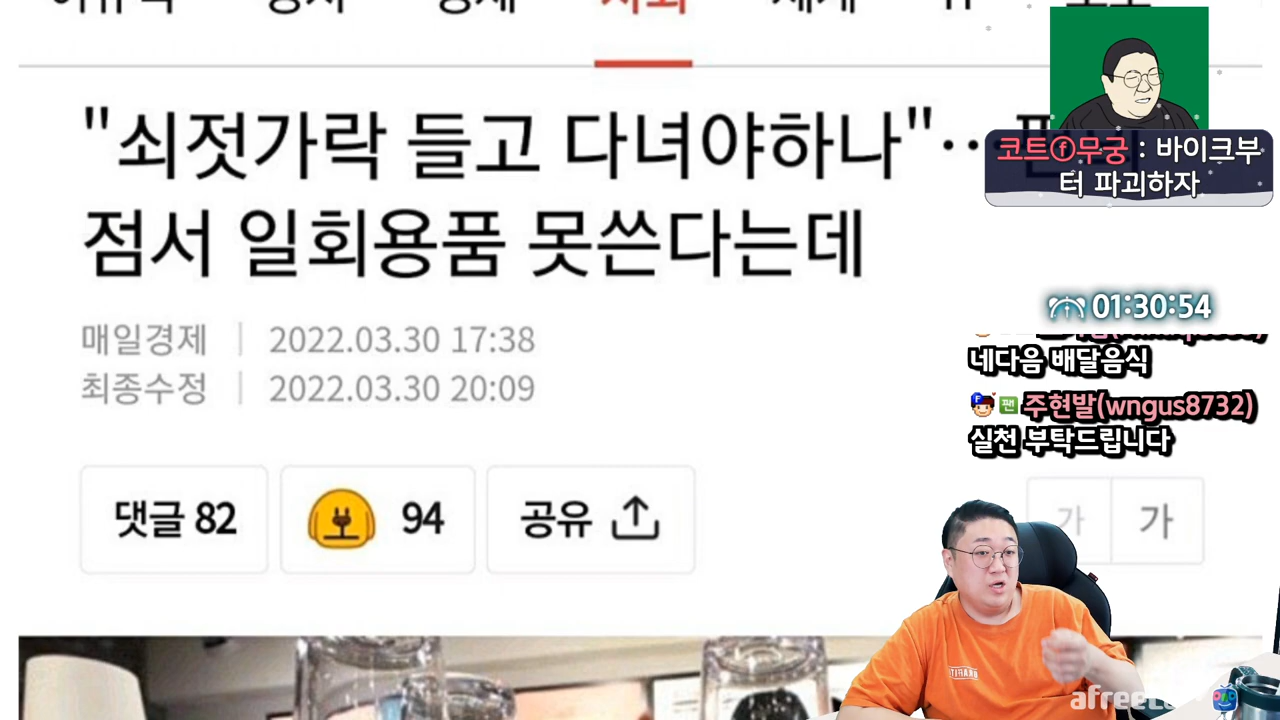 사회
"쇠젓가락 들고 다녀야하나"…편
점서 일회용품 못쓴다는데
매일경제 | 2022.03.30 17:38
최종수정 | 2022.03.30 20:09
댓글 82
94
공유
가 가
코트ⓕ무궁 : 바이크부
터 파괴하자
01:30:54
네다음 배달음식
F 팬 주현발(wngus8732)
실천 부탁드립니다